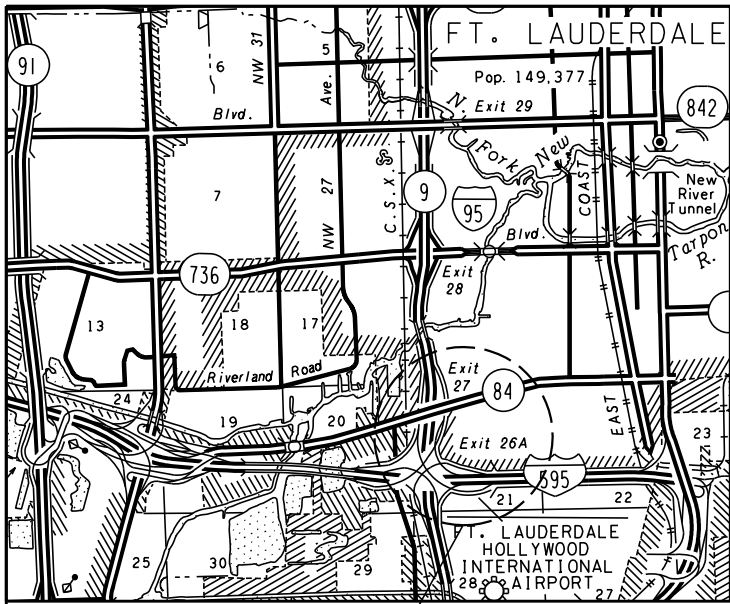 FT. LAUDERDALE
91
6
NW 31
5
Ave.
Pop. 149,377
N.
Exit 29
Blvd.
842
Fork
New
7
27
NW
C. S. X. S
9
95
COAST
New
River
Tunnel
Blvd.
Tarpon
R.
736
Exit
28
13
18
17
Riverland
Road
Exit
27
84
24
19
20
EAST
23
Exit 26A
595
21
22
FT. LAUDERDALE
HOLLYWOOD
INTERNATIONAL
AIRPORT
25
30
29
28
27